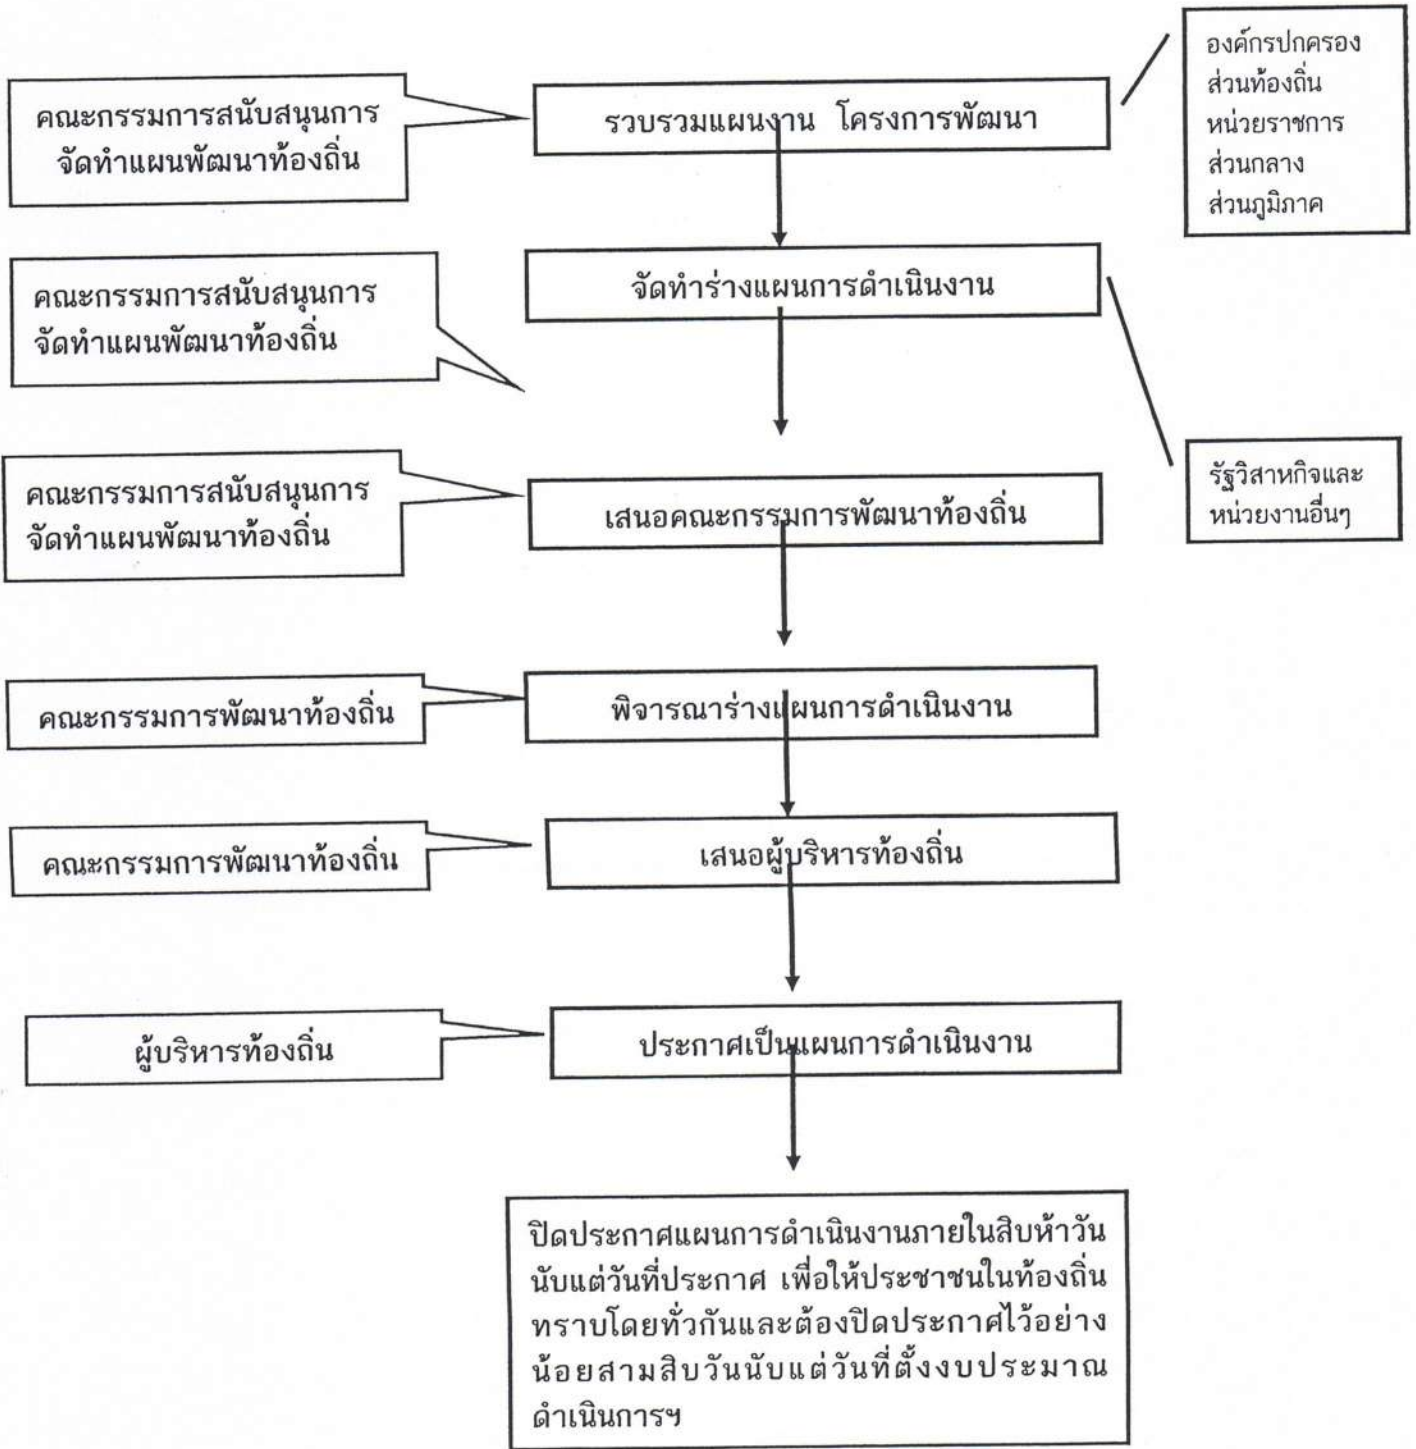 องค์กรปกครอง
ส่วนท้องถิ่น
หน่วยราชการ
ส่วนกลาง
ส่วนภูมิภาค
คณะกรรมการสนับสนุนการ
จัดทำแผนพัฒนาท้องถิ่น
รวบรวมแผนงาน โครงการพัฒนา
คณะกรรมการสนับสนุนการ
จัดทำแผนพัฒนาท้องถิ่น
จัดทำร่างแผนการดำเนินงาน
คณะกรรมการสนับสนุนการ
จัดทำแผนพัฒนาท้องถิ่น
เสนอคณะกรรมการพัฒนาท้องถิ่น
รัฐวิสาหกิจและ
หน่วยงานอื่นๆ
คณะกรรมการพัฒนาท้องถิ่น
พิจารณาร่างแผนการดำเนินงาน
คณะกรรมการพัฒนาท้องถิ่น
เสนอผู้บริหารท้องถิ่น
ผู้บริหารท้องถิ่น
ประกาศเป็นแผนการดำเนินงาน
ปิดประกาศแผนการดำเนินงานภายในสิบห้าวัน
นับแต่วันที่ประกาศ เพื่อให้ประชาชนในท้องถิ่น
ทราบโดยทั่วกันและต้องปิดประกาศไว้อย่าง
น้อยสามสิบวันนับแต่วันที่ตั้งงบประมาณ
ดำเนินการฯ